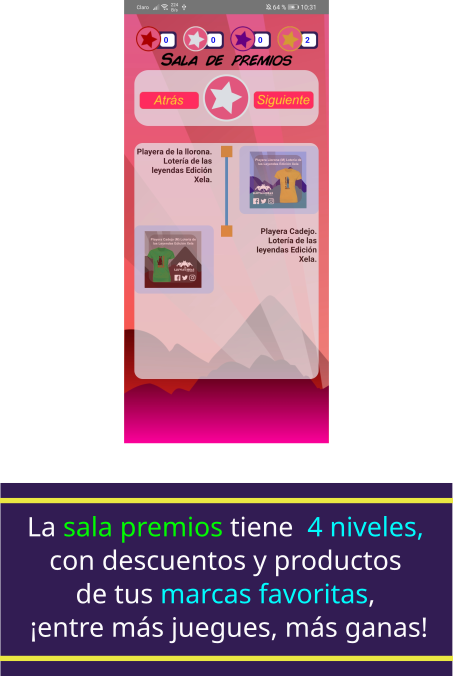 Claro 224 B/s 64 % 10:31
0 0 0 2
SALA DE PREMIOS
Atrás Siguiente
Playera de la llorona.
Lotería de las
leyendas Edición
Xela.
Playera Cadejo.
Lotería de las
leyendas Edición
Xela.
La sala premios tiene 4 niveles,
con descuentos y productos
de tus marcas favoritas,
¡entre más juegues, más ganas!